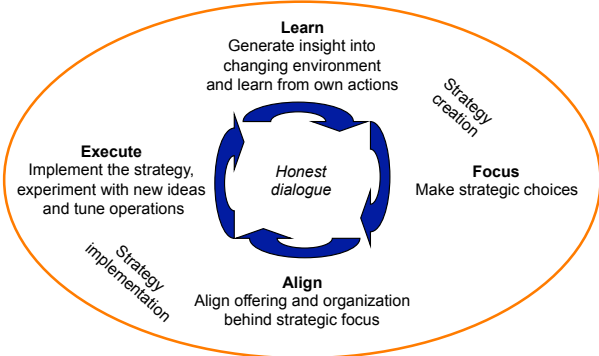 Learn
Generate insight into
changing environment
and learn from own actions
Strategy
creation
Execute
Implement the strategy,
experiment with new ideas
and tune operations
Honest
dialogue
Focus
Make strategic choices
Strategy
implementation
Align
Align offering and organization
behind strategic focus